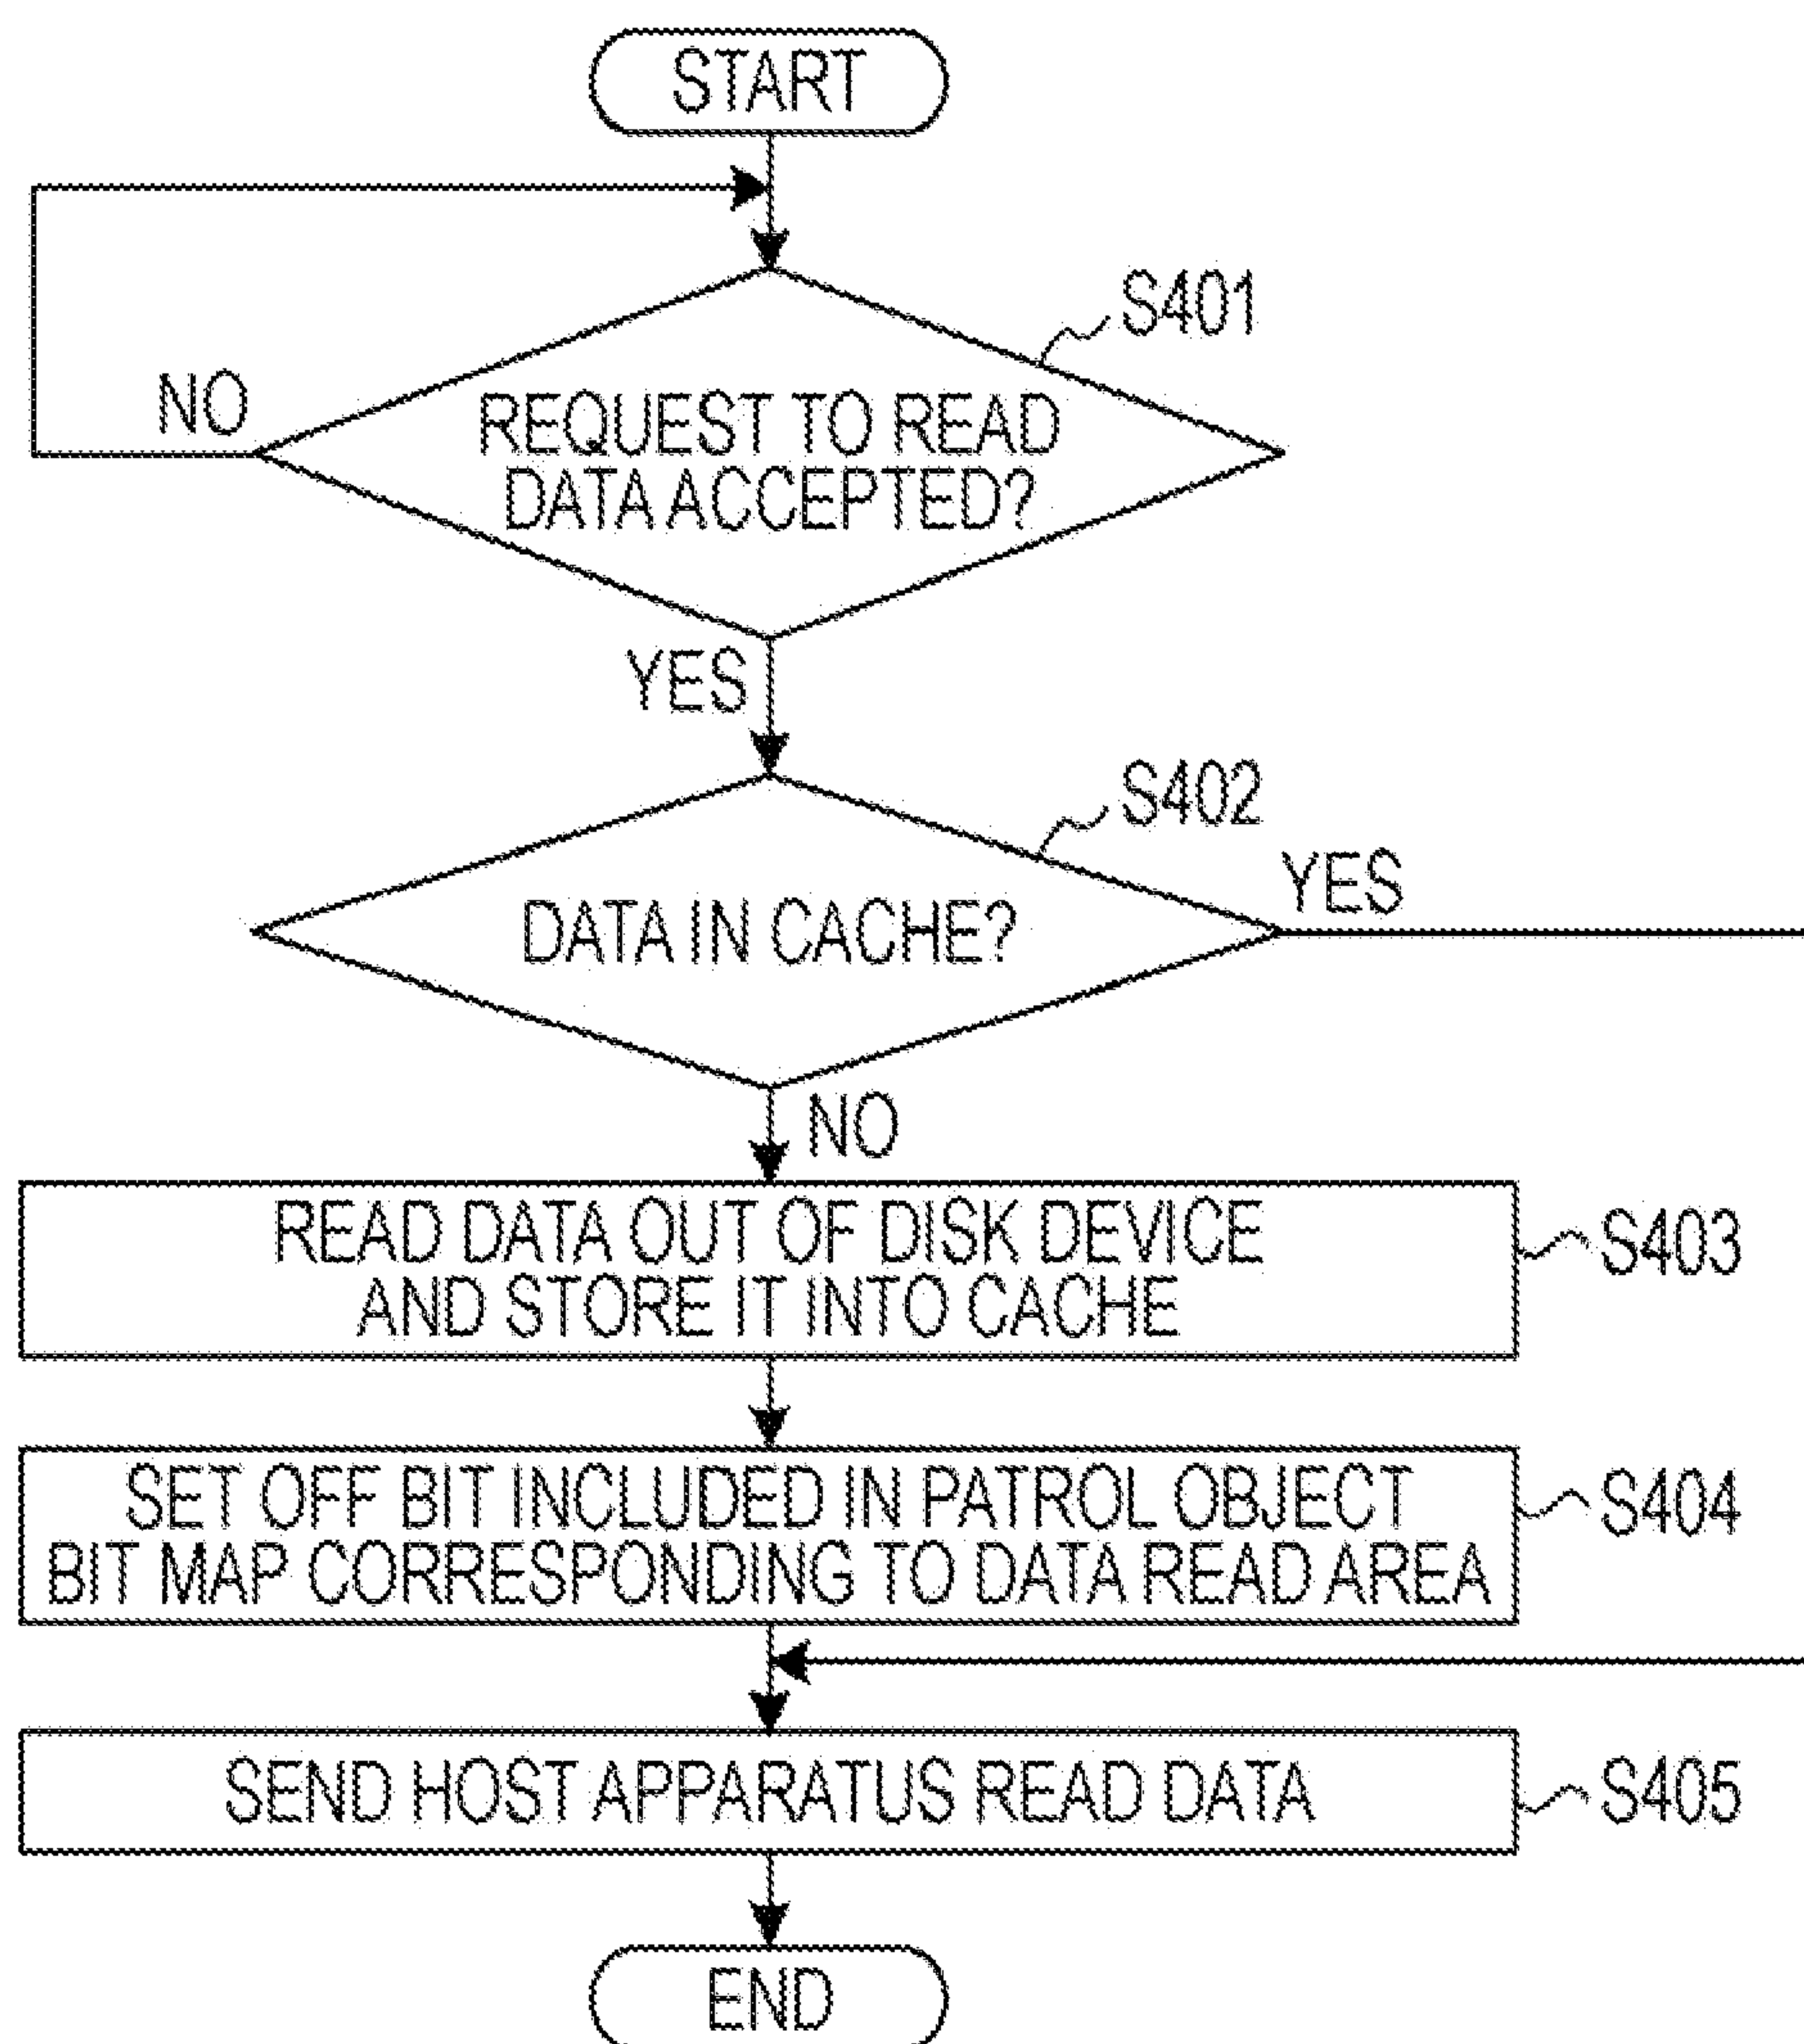 START
S401
NO
REQUEST TO READ
DATA ACCEPTED?
YES
S402
YES
DATA IN CACHE?
NO
READ DATA OUT OF DISK DEVICE
AND STORE IT INTO CACHE
S403
SET OFF BIT INCLUDED IN PATROL OBJECT
BIT MAP CORRESPONDING TO DATA READ AREA
S404
SEND HOST APPARATUS READ DATA
S405
END